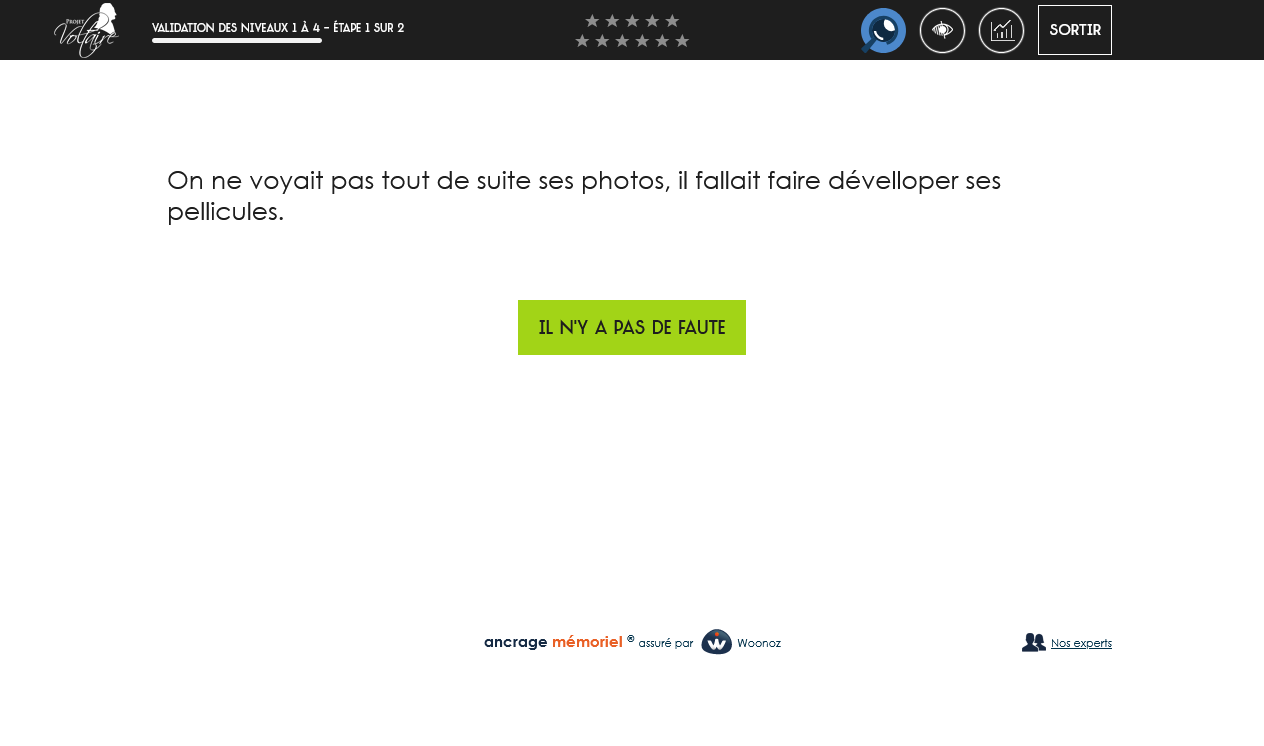 PROJET
Voltaire
VALIDATION DES NIVEAUX 1 À 4 - ÉTAPE 1 SUR 2
SORTIR
On ne voyait pas tout de suite ses photos, il fallait faire dévelloper ses
pellicules.
IL N'Y A PAS DE FAUTE
ancrage mémoriel ® assuré par W Woonoz
Nos experts